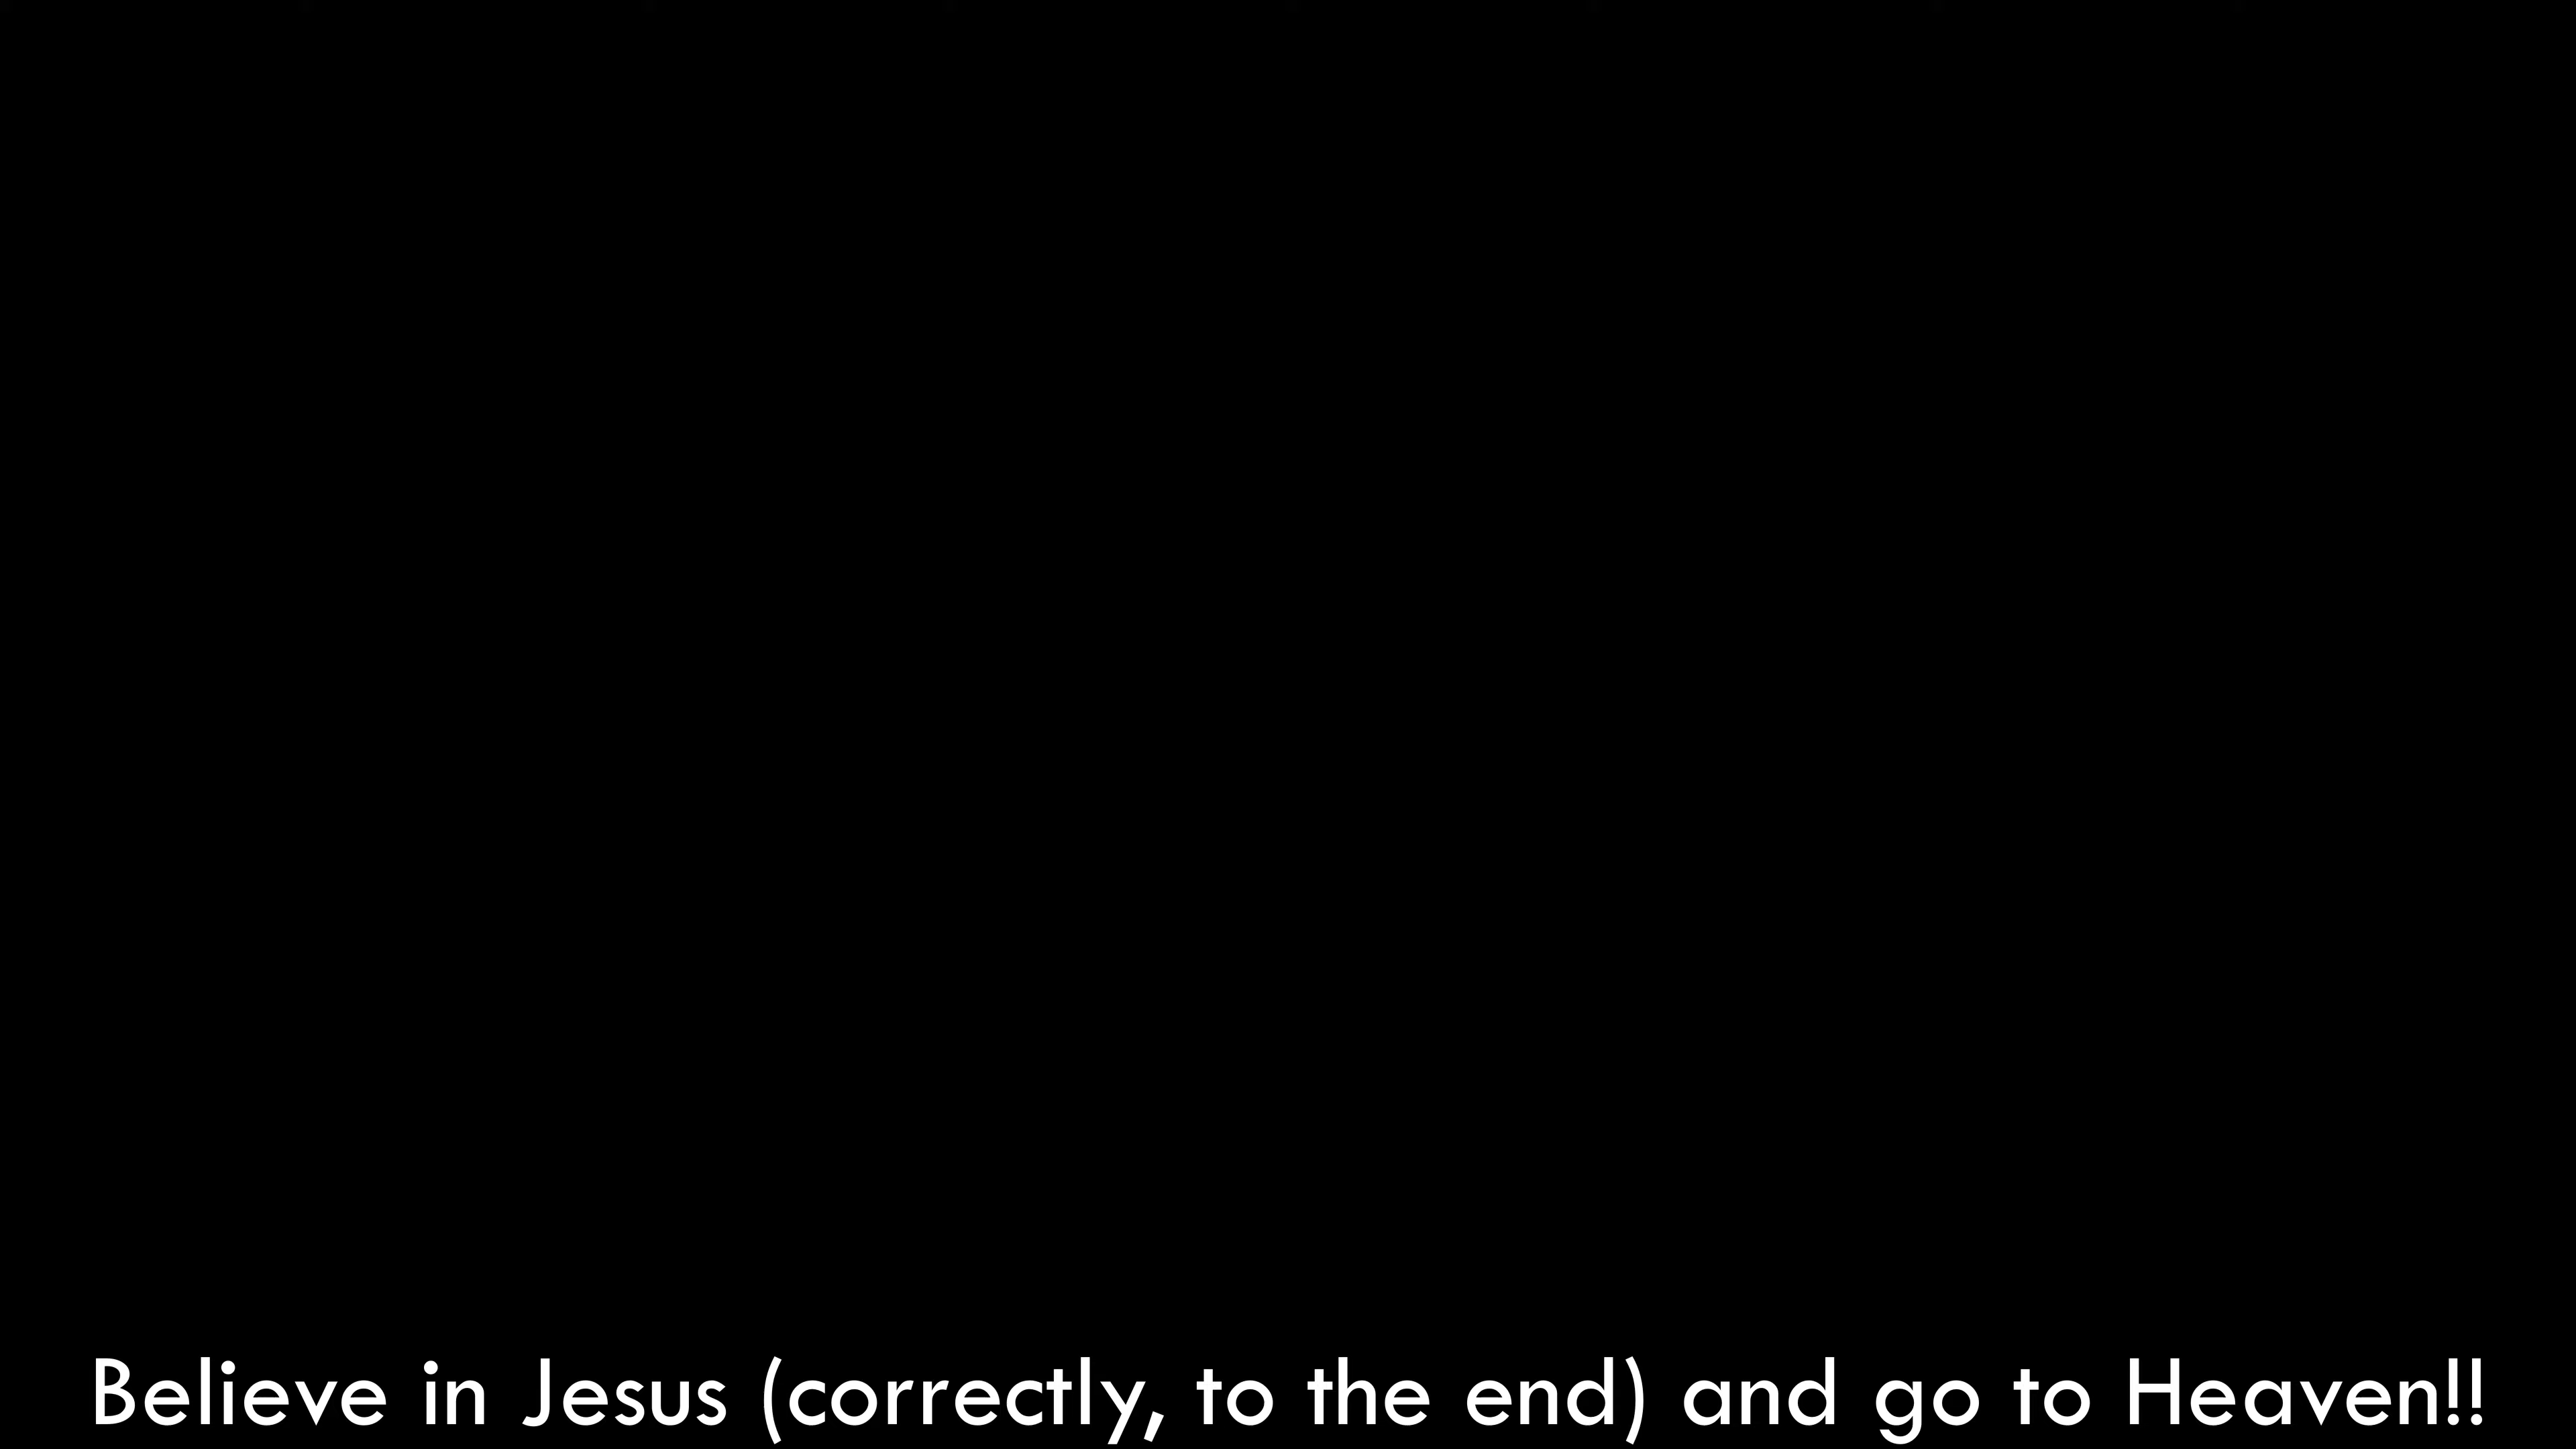 Believe in Jesus (correctly, to the end) and go to Heaven!!